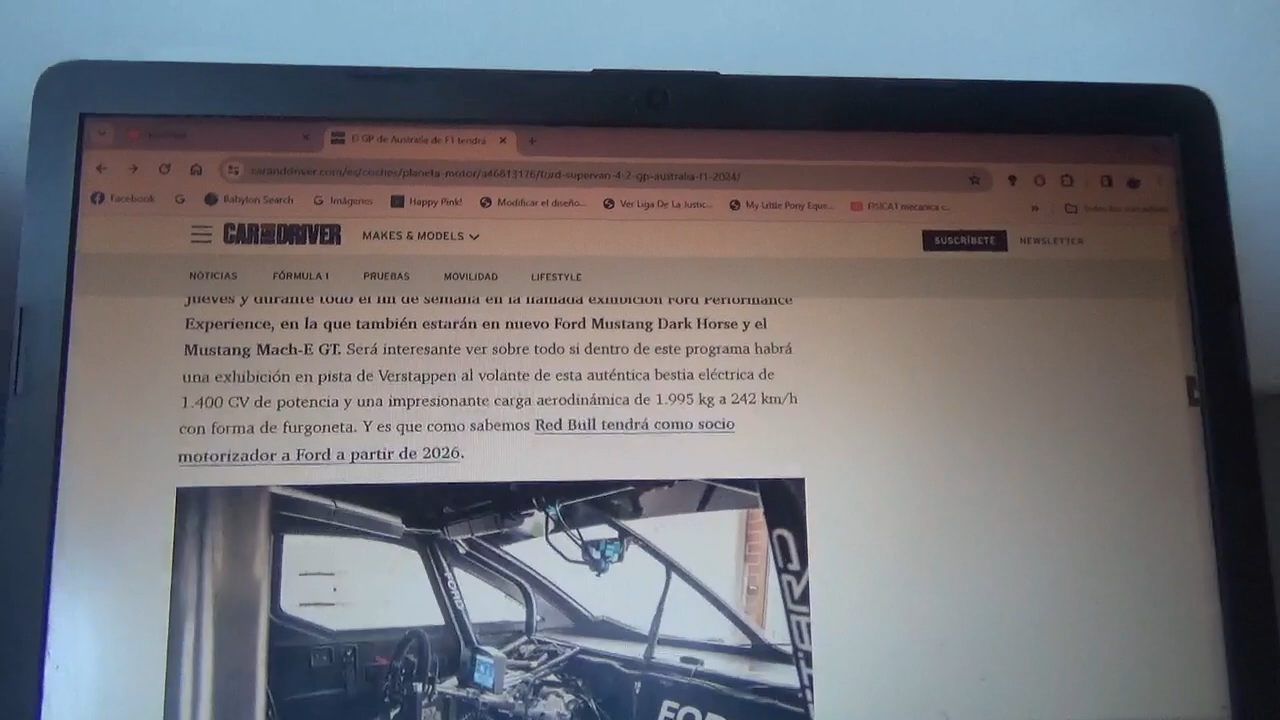 El GP de Australia de F1 tendrá
caranddriver.com/es/coches/planeta-motor/a46613176/ford-supervan-4-2-gp-australia-f1-2024/
Facebook G Babylon Search Imágenes Happy Pink! Modificar el diseño... Ver Liga De La Justic... My Little Pony Eque... FISICA1 mecanica c... »
CAR AND DRIVER MAKES & MODELS SUSCRÍBETE NEWSLETTER
NOTICIAS FÓRMULA 1 PRUEBAS MOVILIDAD LIFESTYLE
jueves y durante todo el fin de semana en la llamada exhibición Ford Performance
Experience, en la que también estarán en nuevo Ford Mustang Dark Horse y el
Mustang Mach-E GT. Será interesante ver sobre todo si dentro de este programa habrá
una exhibición en pista de Verstappen al volante de esta auténtica bestia eléctrica de
1.400 CV de potencia y una impresionante carga aerodinámica de 1.995 kg a 242 km/h
con forma de furgoneta. Y es que como sabemos Red Bull tendrá como socio
motorizador a Ford a partir de 2026.
FORD